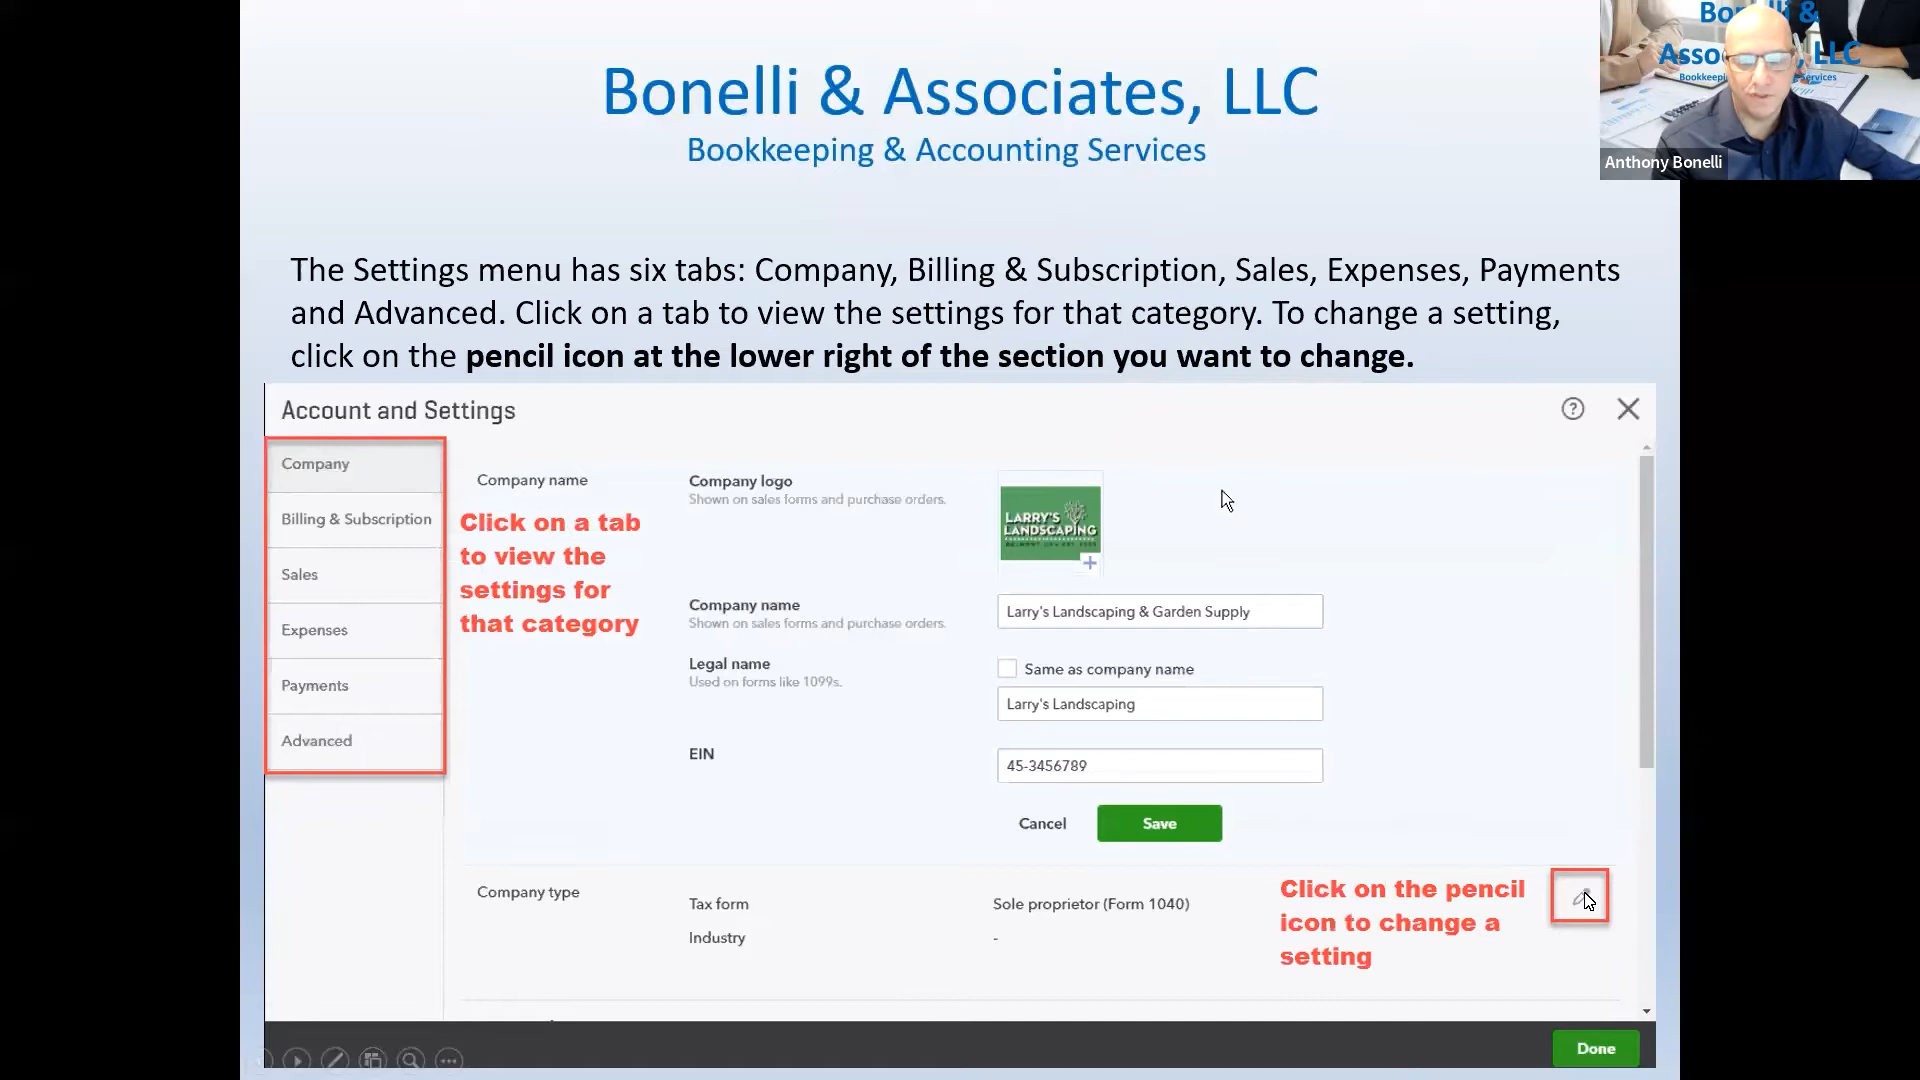 Bonelli & Associates, LLC
Bookkeeping & Accounting Services
Anthony Bonelli
The Settings menu has six tabs: Company, Billing & Subscription, Sales, Expenses, Payments
and Advanced. Click on a tab to view the settings for that category. To change a setting,
click on the pencil icon at the lower right of the section you want to change.
Account and Settings
Company
Billing & Subscription
Sales
Expenses
Payments
Advanced
Click on a tab
to view the
settings for
that category
Company name
Company logo
Shown on sales forms and purchase orders.
LARRY'S
LANDSCAPING
Company name
Shown on sales forms and purchase orders.
Larry's Landscaping & Garden Supply
Legal name
Used on forms like 1099s.
Same as company name
Larry's Landscaping
EIN
45-3456789
Cancel
Save
Company type
Tax form
Sole proprietor (Form 1040)
Industry
-
Click on the pencil
icon to change a
setting
Done